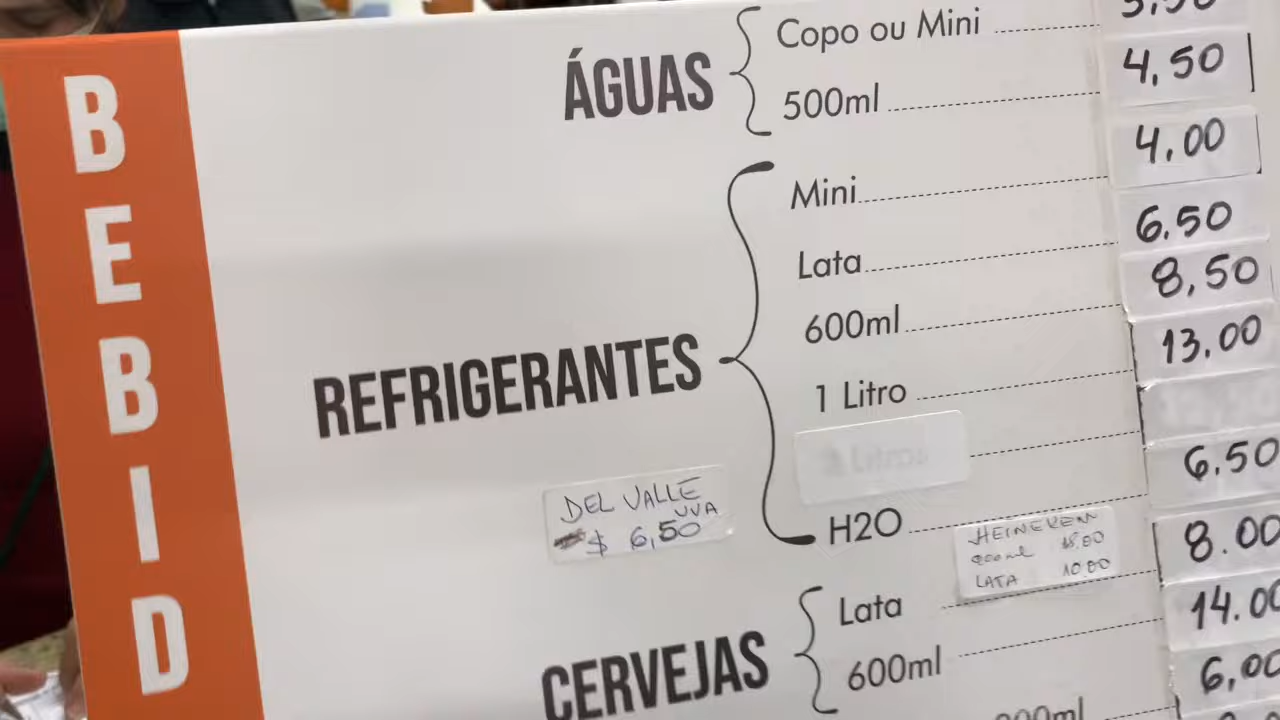 BEBID
ÁGUAS
Copo ou Mini
500ml 4,50
REFRIGERANTES
Mini 4,00
Lata 6,50
600ml 8,50
1 Litro 13,00
H2O 6,50
DEL VALLE
UVA
$ 6,50
HEINEKEN
LATA 10,00
CERVEJAS
Lata 8.00
600ml 14.00
6,00